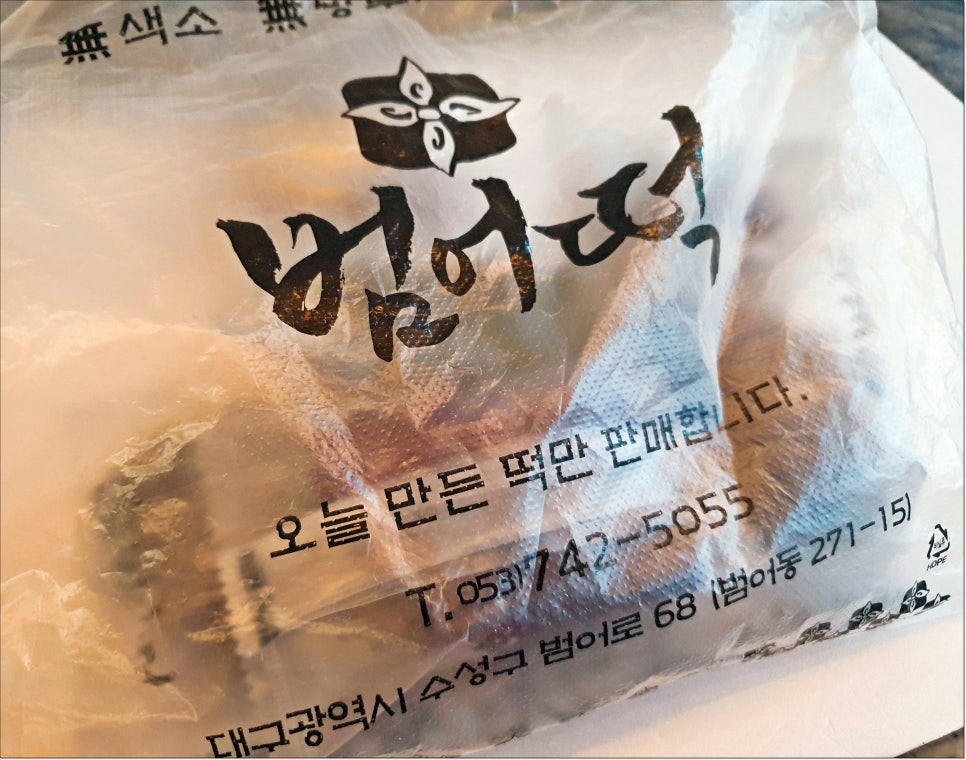 無색소 無
범어떡
오늘 만든 떡만 판매합니다.
T.053)742-5055
대구광역시 수성구 범어로 68 (범어동 271-15)
HDPE